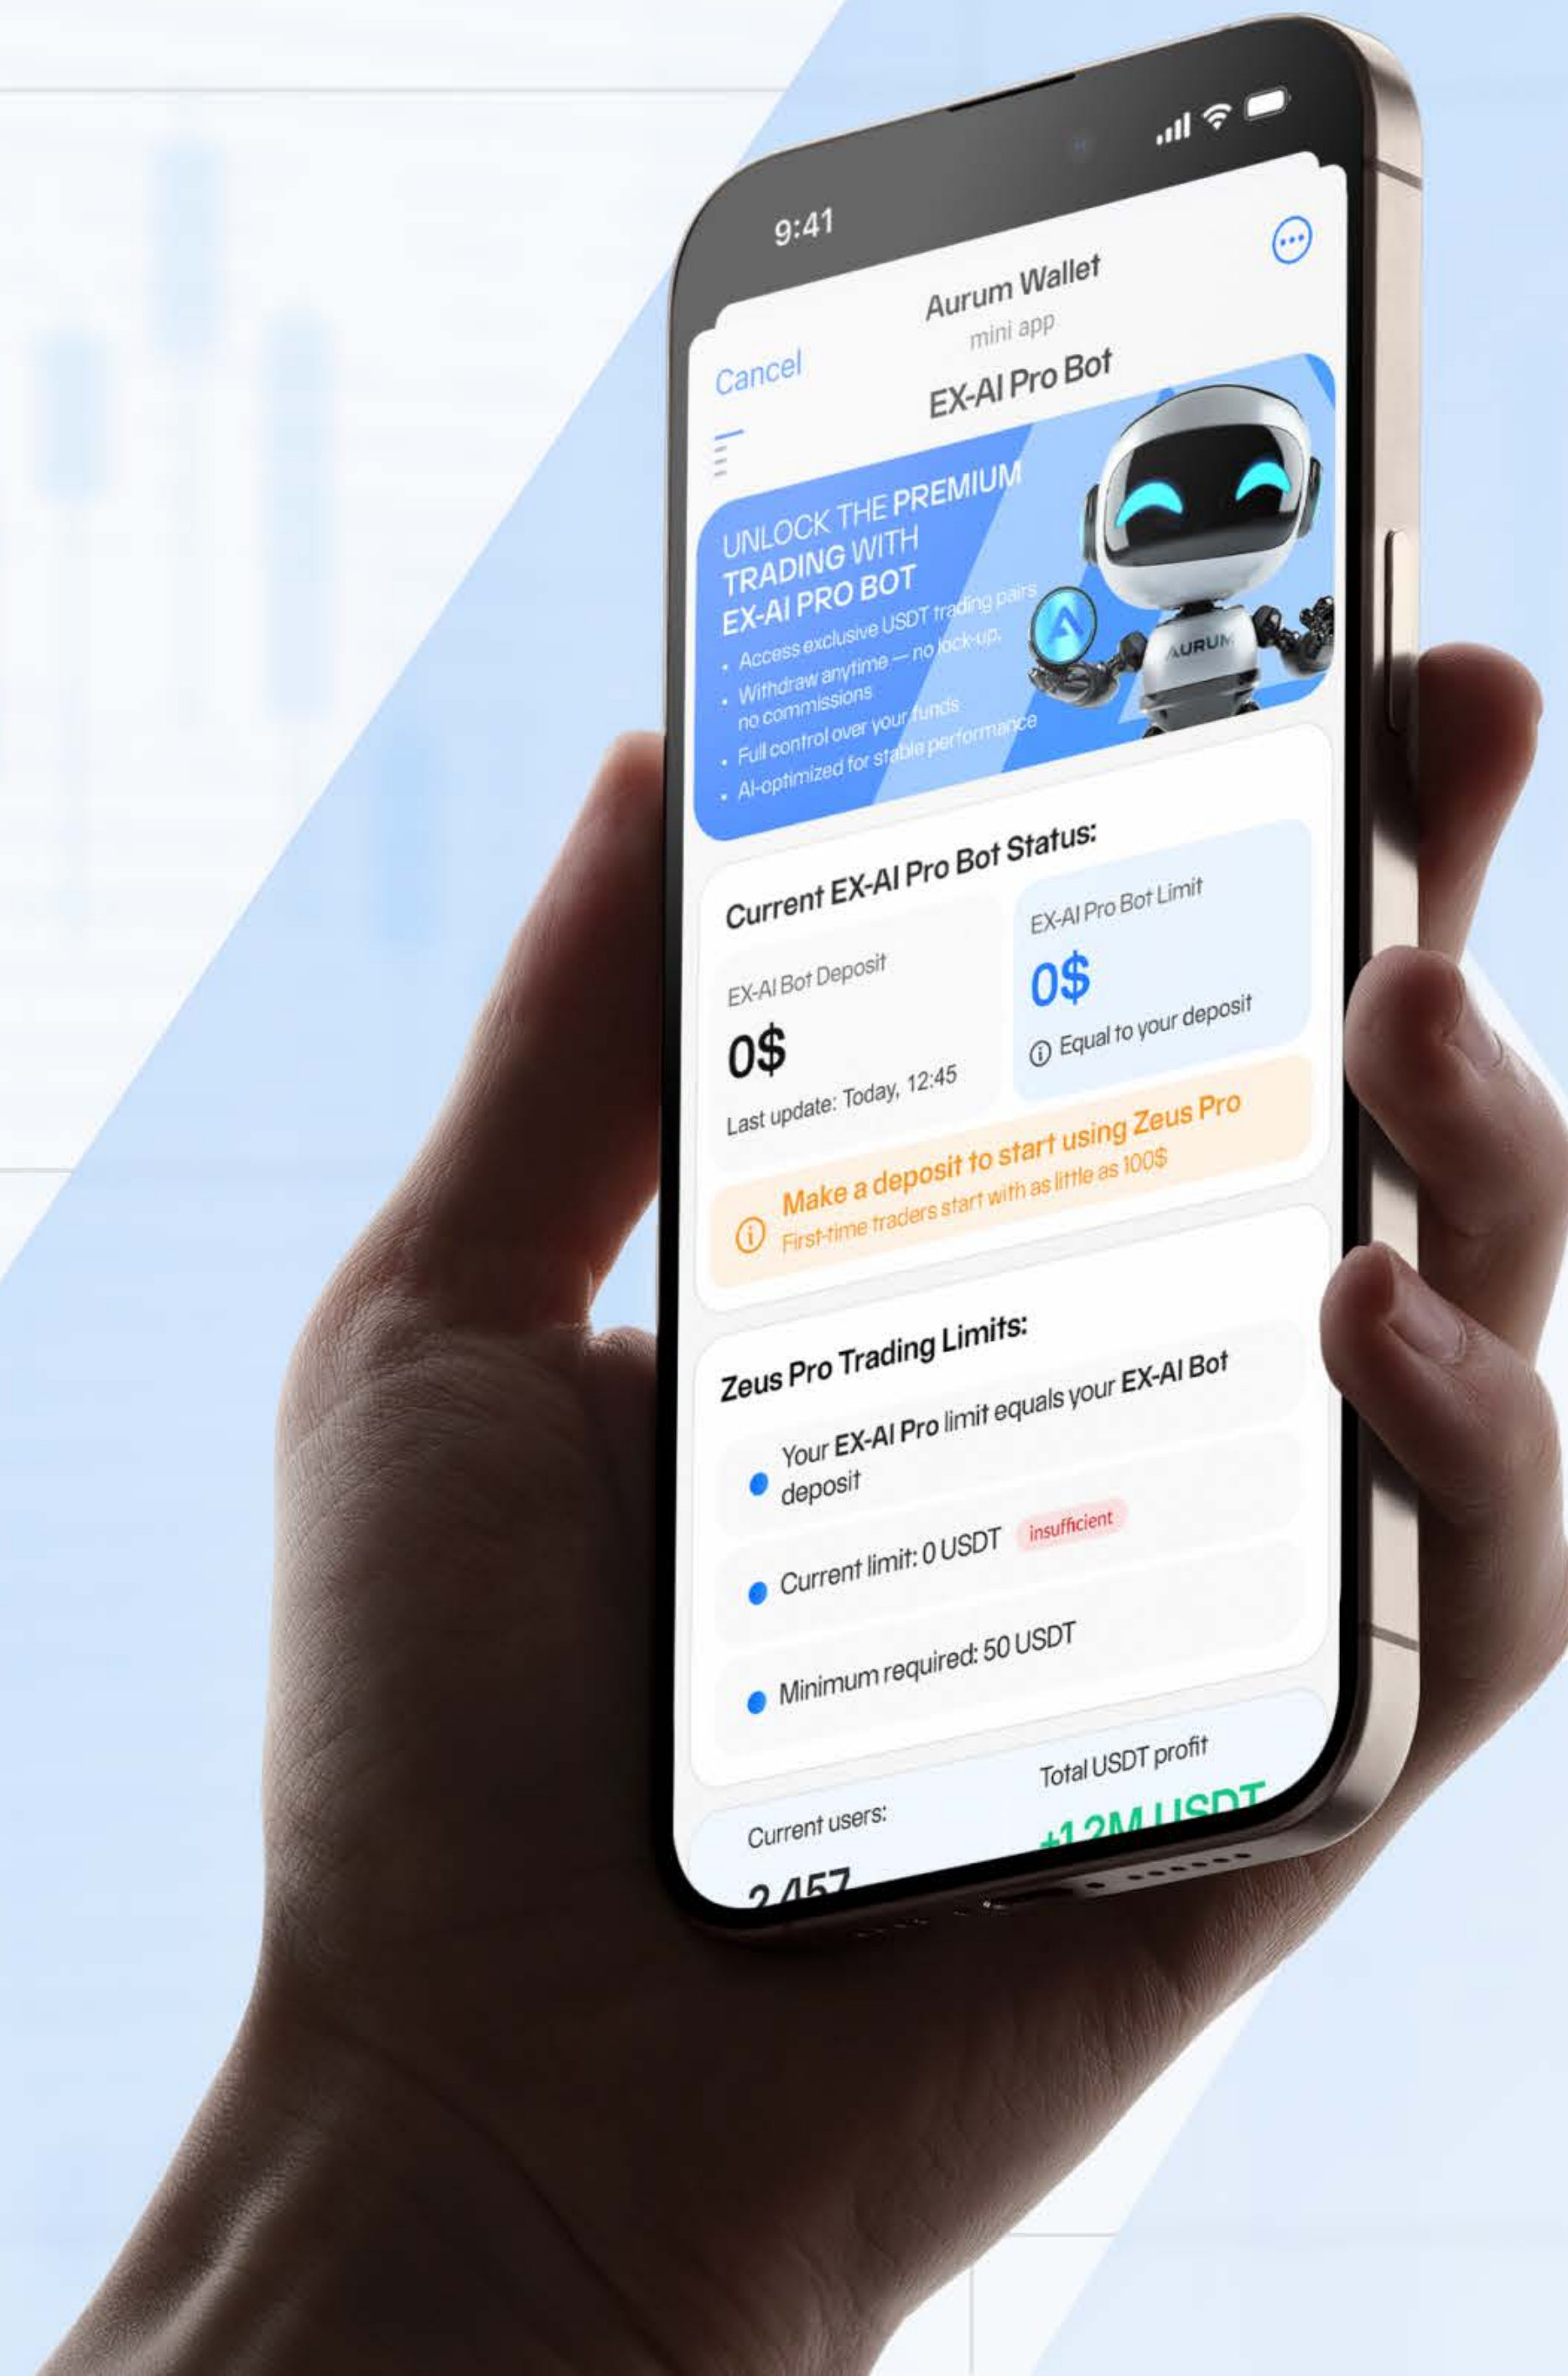 9:41
Aurum Wallet
mini app
Cancel
EX-AI Pro Bot
UNLOCK THE PREMIUM
TRADING WITH
EX-AI PRO BOT
• Access exclusive USDT trading pairs
• Withdraw anytime — no lock-up,
no commissions
• Full control over your funds
• AI-optimized for stable performance
AURUM
Current EX-AI Pro Bot Status:
EX-AI Bot Deposit
0$
Last update: Today, 12:45
EX-AI Pro Bot Limit
0$
Equal to your deposit
Make a deposit to start using Zeus Pro
First-time traders start with as little as 100$
Zeus Pro Trading Limits:
Your EX-AI Pro limit equals your EX-AI Bot
deposit
Current limit: 0 USDT insufficient
Minimum required: 50 USDT
Current users:
2,457
Total USDT profit
+1.2M USDT